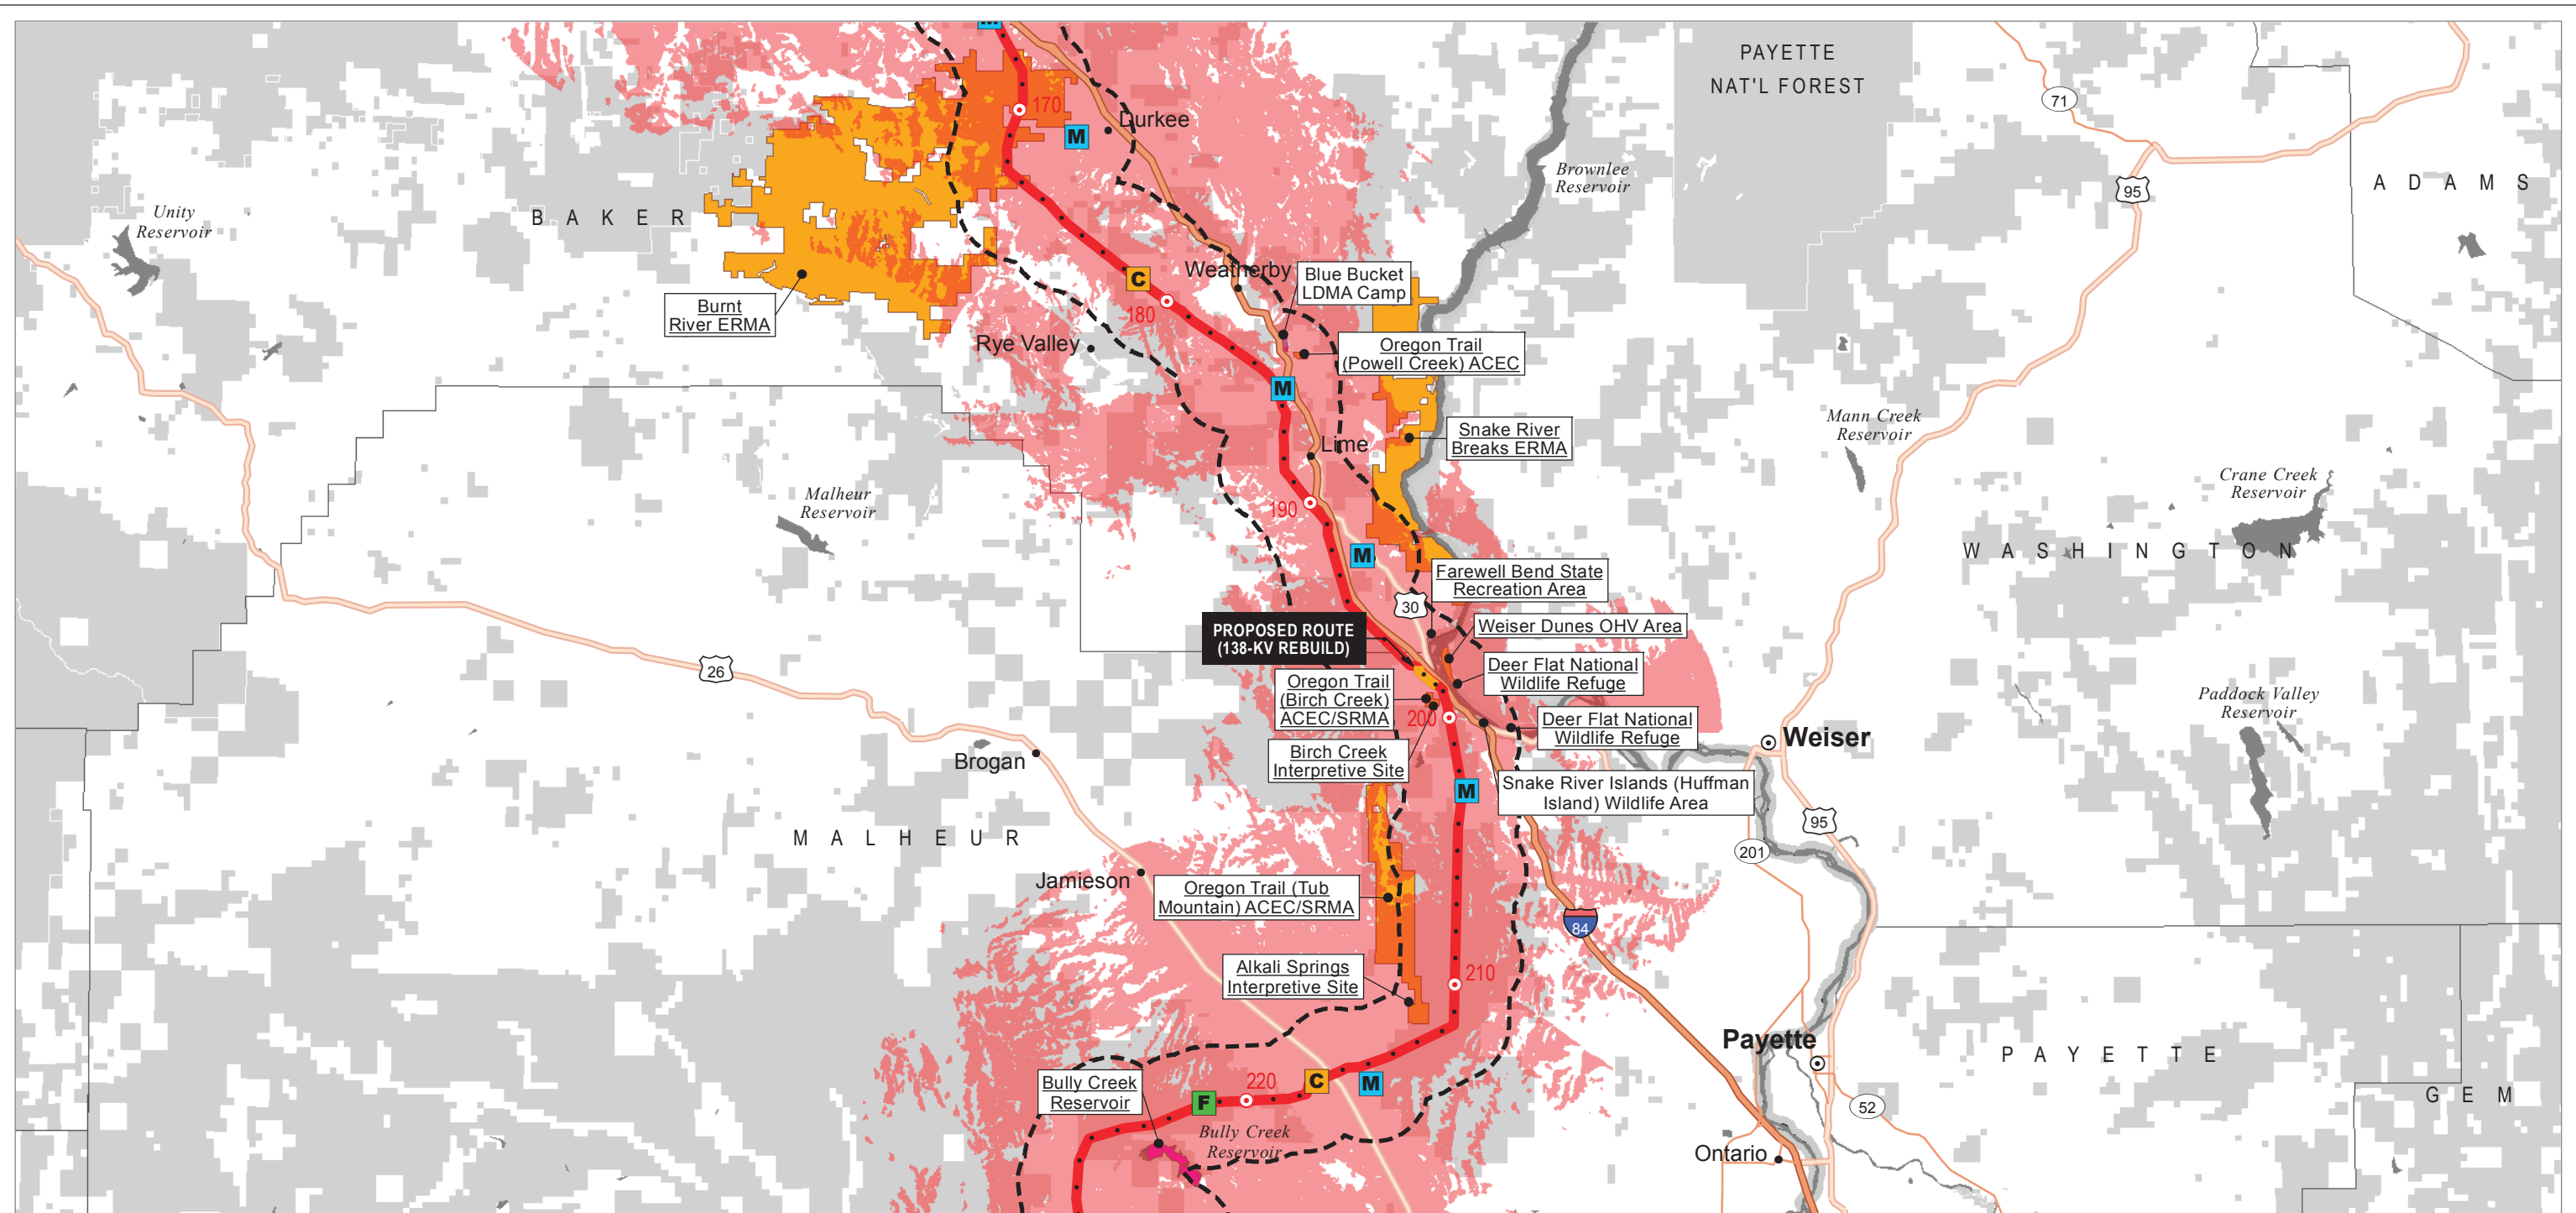 M
PAYETTE
NAT'L FOREST
71
170
Durkee
M
Brownlee
Reservoir
95
ADAMS
Unity
Reservoir
BAKER
Weatherby
Blue Bucket
LDMA Camp
C
180
Burnt
River ERMA
Rye Valley
Oregon Trail
(Powell Creek) ACEC
M
Mann Creek
Reservoir
Lime
Snake River
Breaks ERMA
Crane Creek
Reservoir
Malheur
Reservoir
190
M
WASHINGTON
Farewell Bend State
Recreation Area
30
PROPOSED ROUTE
(138-KV REBUILD)
Weiser Dunes OHV Area
26
Deer Flat National
Wildlife Refuge
Oregon Trail
(Birch Creek)
ACEC/SRMA
200
Paddock Valley
Reservoir
Deer Flat National
Wildlife Refuge
Weiser
Brogan
Birch Creek
Interpretive Site
M
Snake River Islands (Huffman
Island) Wildlife Area
95
MALHEUR
201
Jamieson
Oregon Trail (Tub
Mountain) ACEC/SRMA
84
Alkali Springs
Interpretive Site
210
Payette
PAYETTE
Bully Creek
Reservoir
F
220
C
M
GEM
52
Bully Creek
Reservoir
Ontario